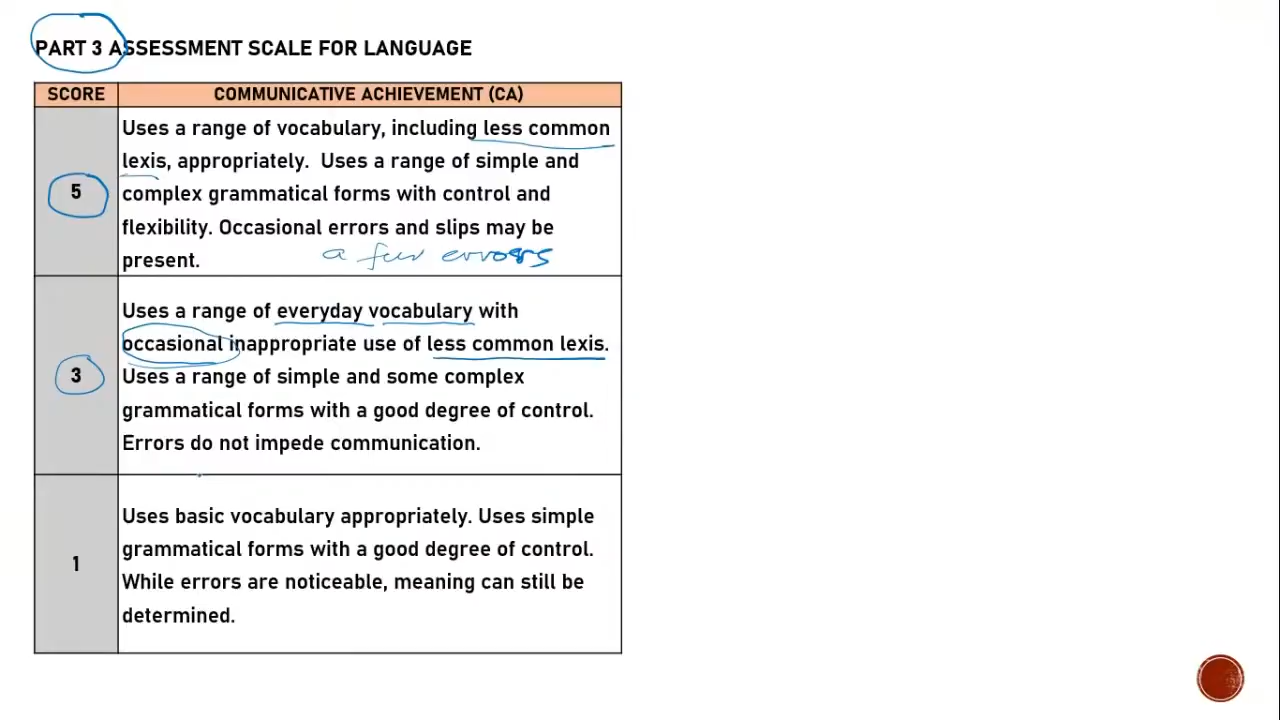 PART 3 ASSESSMENT SCALE FOR LANGUAGE
SCORE COMMUNICATIVE ACHIEVEMENT (CA)
Uses a range of vocabulary, including less common
lexis, appropriately. Uses a range of simple and
5
complex grammatical forms with control and
flexibility. Occasional errors and slips may be
present. a few errors
Uses a range of everyday vocabulary with
occasional inappropriate use of less common lexis.
3
Uses a range of simple and some complex
grammatical forms with a good degree of control.
Errors do not impede communication.
Uses basic vocabulary appropriately. Uses simple
grammatical forms with a good degree of control.
1
While errors are noticeable, meaning can still be
determined.